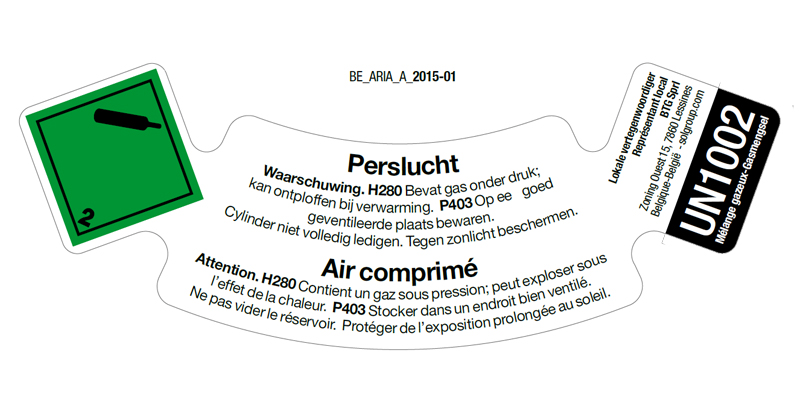 BE_ARIA_A_2015-01
2
Perslucht
Waarschuwing. H280 Bevat gas onder druk;
kan ontploffen bij verwarming. P403 Op ee goed
geventileerde plaats bewaren.
Cylinder niet volledig ledigen. Tegen zonlicht beschermen.
Air comprimé
Attention. H280 Contient un gaz sous pression; peut exploser sous
l'effet de la chaleur. P403 Stocker dans un endroit bien ventilé.
Ne pas vider le réservoir. Protéger de l'exposition prolongée au soleil.
Lokale vertegenwoordiger
Représentant local
BTG Sprl
Zoning Ouest 15, 7860 Lessines
Belgique-België - solgroup.com
UN1002
Mélange gazeux-Gasmengsel